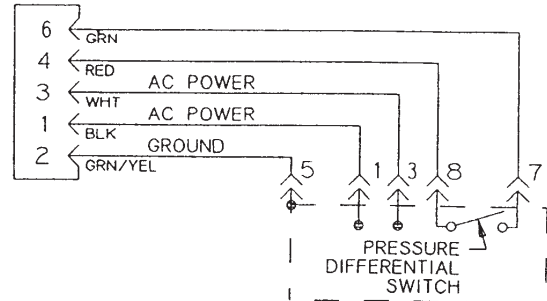 6
GRN
4
RED
3
WHT
AC POWER
1
BLK
AC POWER
2
GRN/YEL
GROUND
5
1
3
8
7
PRESSURE
DIFFERENTIAL
SWITCH